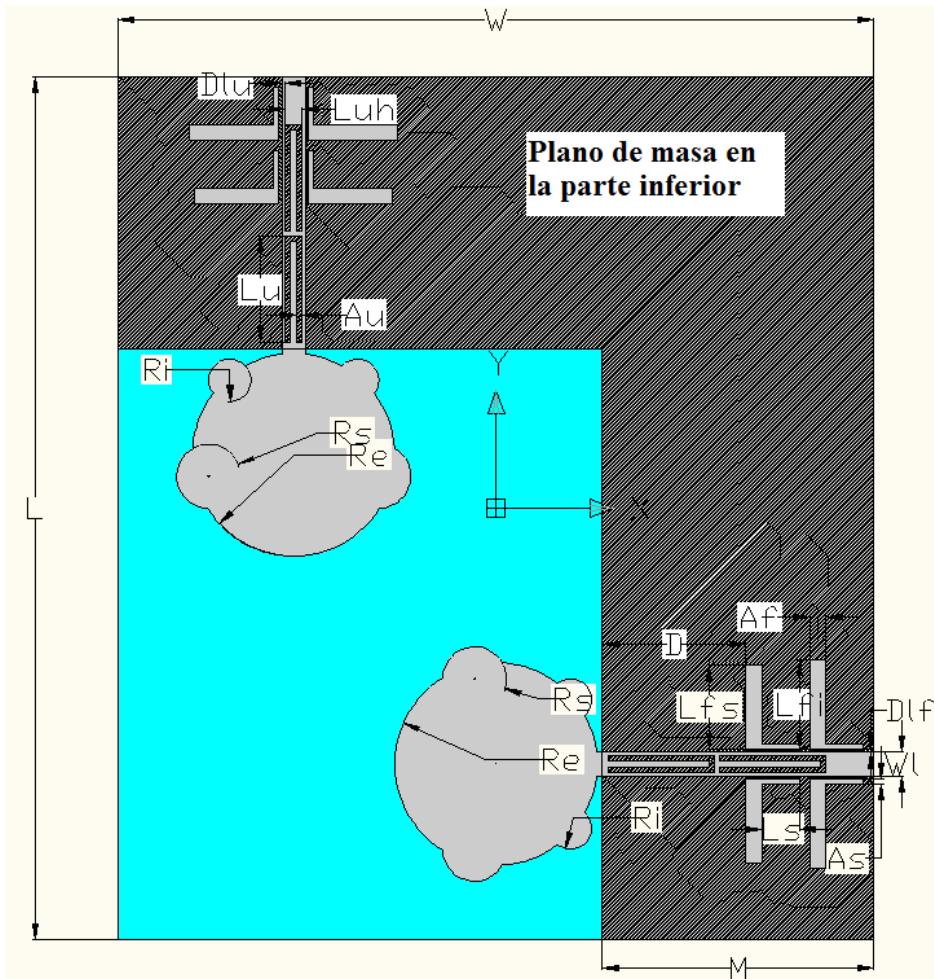 W
Dlu
Luh
Plano de masa en
la parte inferior
Lu
Au
Ri
Y
Rs
Re
L
X
Af
D
Rs
Lfs
Lfi
Dlf
Re
Wl
Ri
Ls
As
M